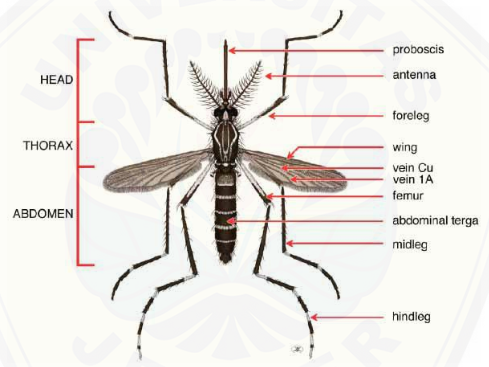 HEAD
THORAX
ABDOMEN
proboscis
antenna
foreleg
wing
vein Cu
vein 1A
femur
abdominal terga
midleg
hindleg